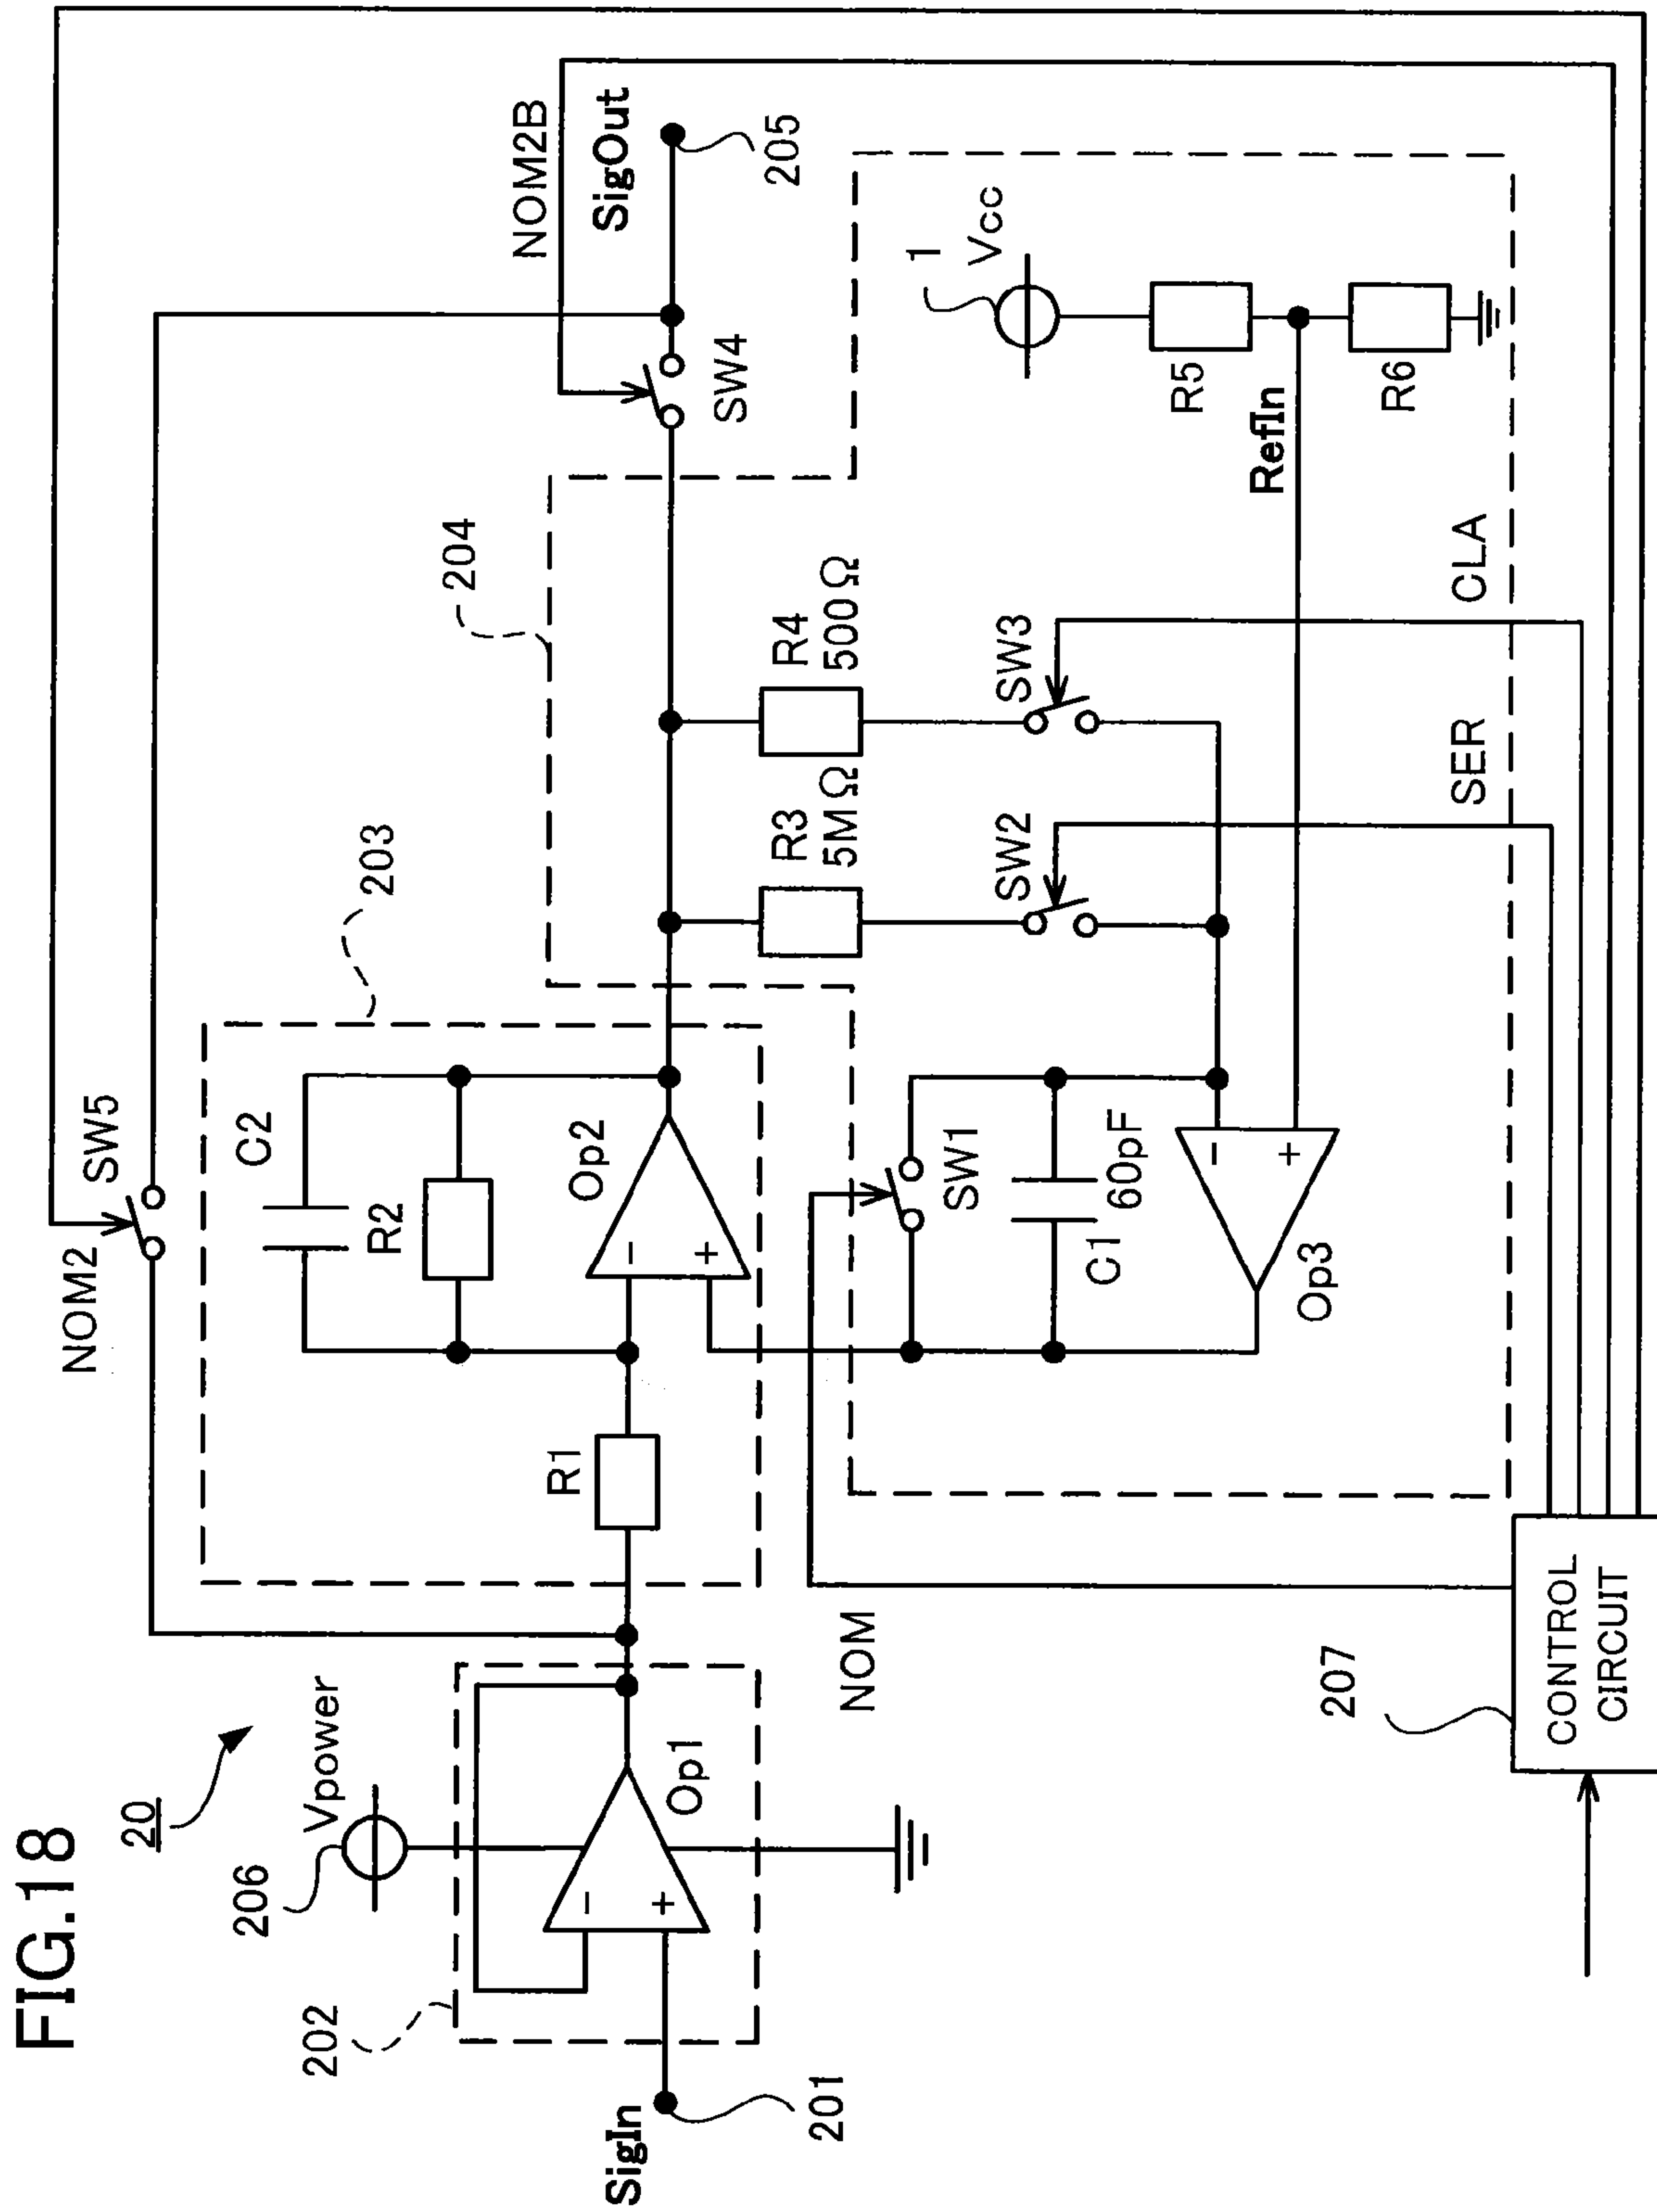 FIG.18
20
206
Vpower
202
Op1
SigIn
201
NOM2
SW5
203
C2
R2
Op2
R1
204
NOM2B
SigOut
205
SW4
R3
5MΩ
R4
500Ω
SW2
SW3
1
Vcc
R5
RefIn
R6
SER
CLA
SW1
60pF
C1
Op3
NOM
207
CONTROL
CIRCUIT
-
+
-
+
-
+